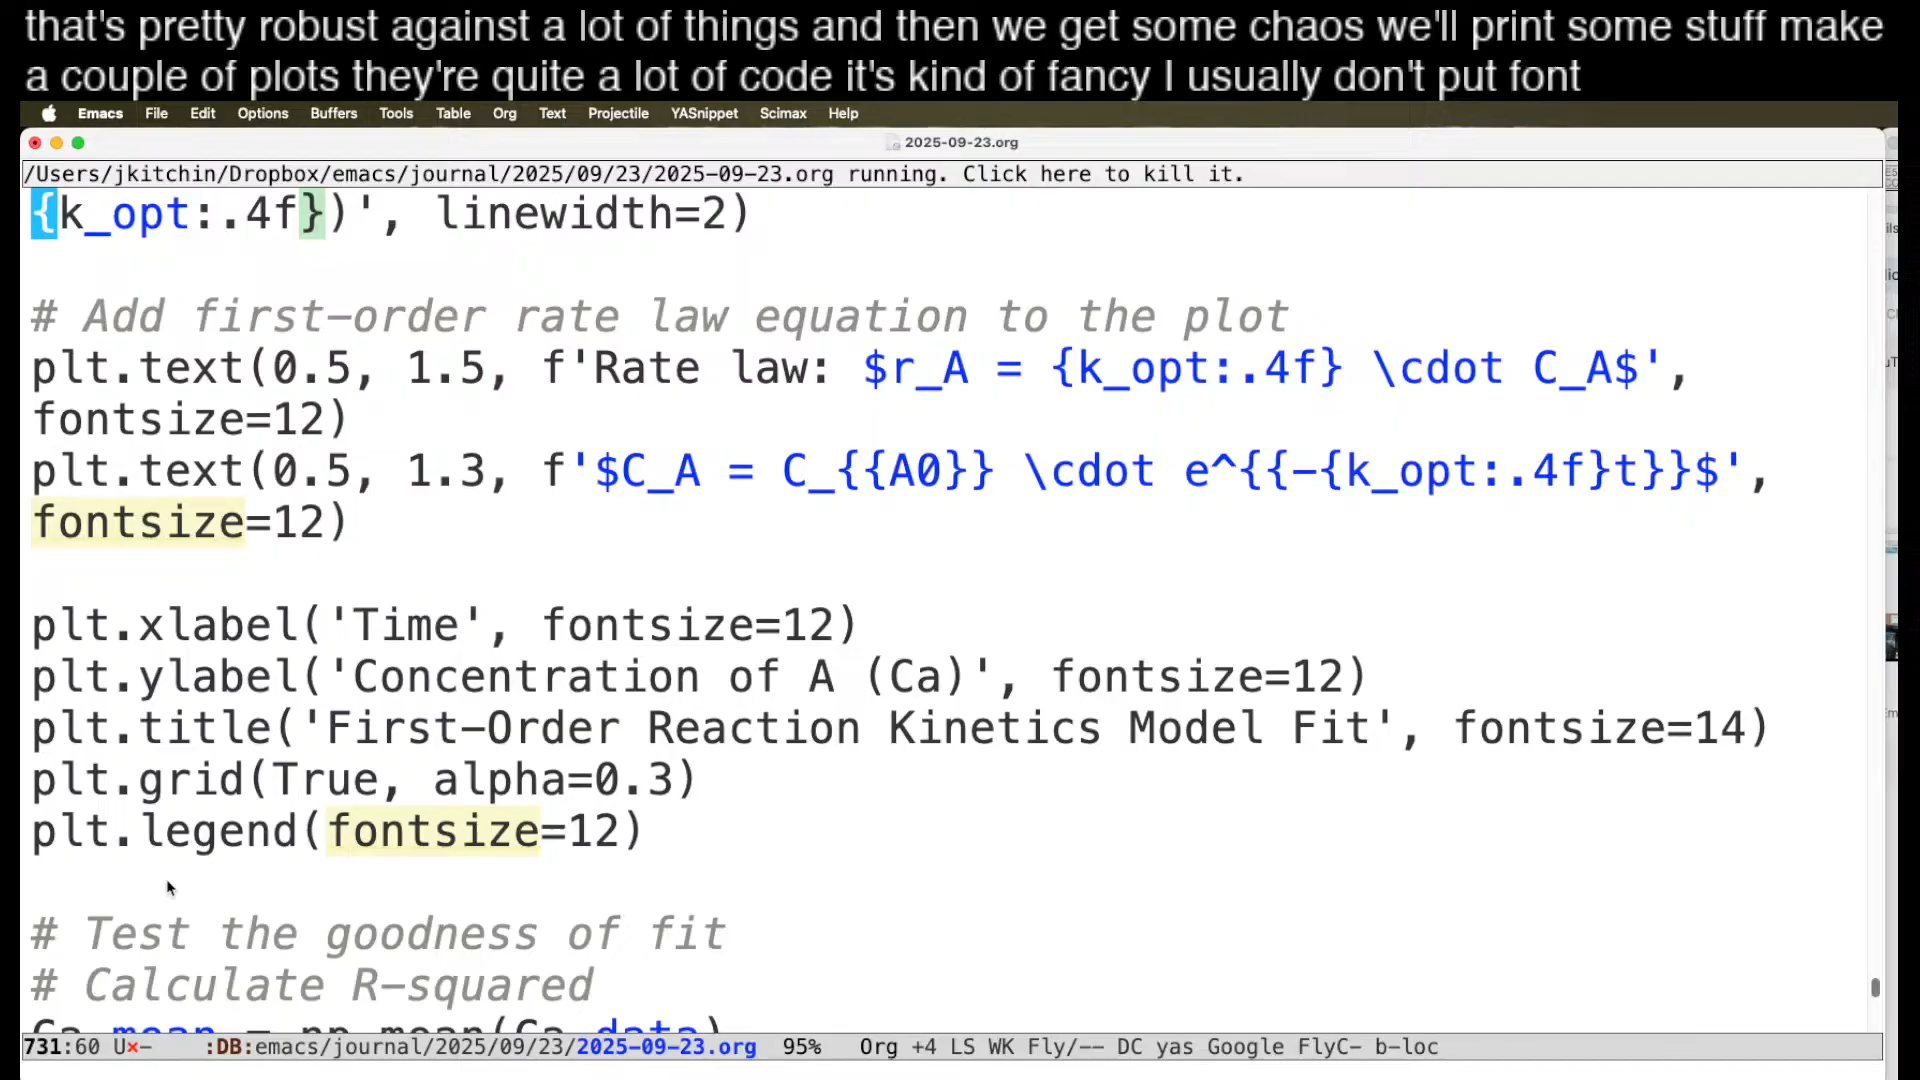 that's pretty robust against a lot of things and then we get some chaos we'll print some stuff make
a couple of plots they're quite a lot of code it's kind of fancy I usually don't put font
Emacs File Edit Options Buffers Tools Table Org Text Projectile YASnippet Scimax Help
2025-09-23.org
/Users/jkitchin/Dropbox/emacs/journal/2025/09/23/2025-09-23.org running. Click here to kill it.
{k_opt:.4f})', linewidth=2)
# Add first-order rate law equation to the plot
plt.text(0.5, 1.5, f'Rate law: $r_A = {k_opt:.4f} \cdot C_A$',
fontsize=12)
plt.text(0.5, 1.3, f'$C_A = C_{{A0}} \cdot e^{{-{k_opt:.4f}t}}$',
fontsize=12)
plt.xlabel('Time', fontsize=12)
plt.ylabel('Concentration of A (Ca)', fontsize=12)
plt.title('First-Order Reaction Kinetics Model Fit', fontsize=14)
plt.grid(True, alpha=0.3)
plt.legend(fontsize=12)
# Test the goodness of fit
# Calculate R-squared
Ca_mean = np.mean(Ca_data)
731:60 U×- :DB:emacs/journal/2025/09/23/2025-09-23.org 95% Org +4 LS WK Fly/-- DC yas Google FlyC- b-loc